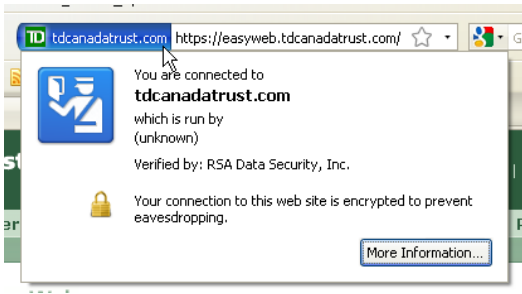 TD tdcanadatrust.com https://easyweb.tdcanadatrust.com/
You are connected to
tdcanadatrust.com
which is run by
(unknown)
Verified by: RSA Data Security, Inc.
Your connection to this web site is encrypted to prevent
eavesdropping.
More Information...